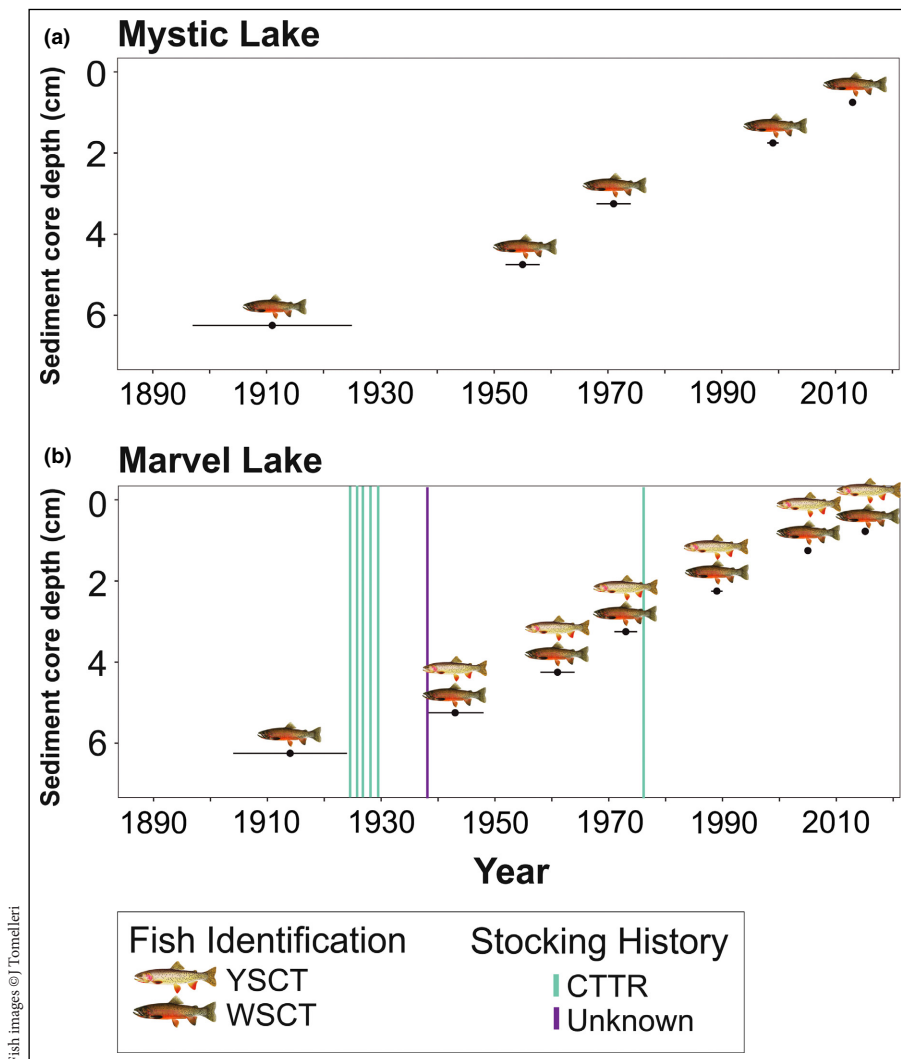 (a) Mystic Lake
Sediment core depth (cm)
0
2
4
6
1890 1910 1930 1950 1970 1990 2010
(b) Marvel Lake
Sediment core depth (cm)
0
2
4
6
1890 1910 1930 1950 1970 1990 2010
Year
Fish Identification
YSCT
WSCT
Stocking History
CTTR
Unknown
Fish images © J Tomelleri